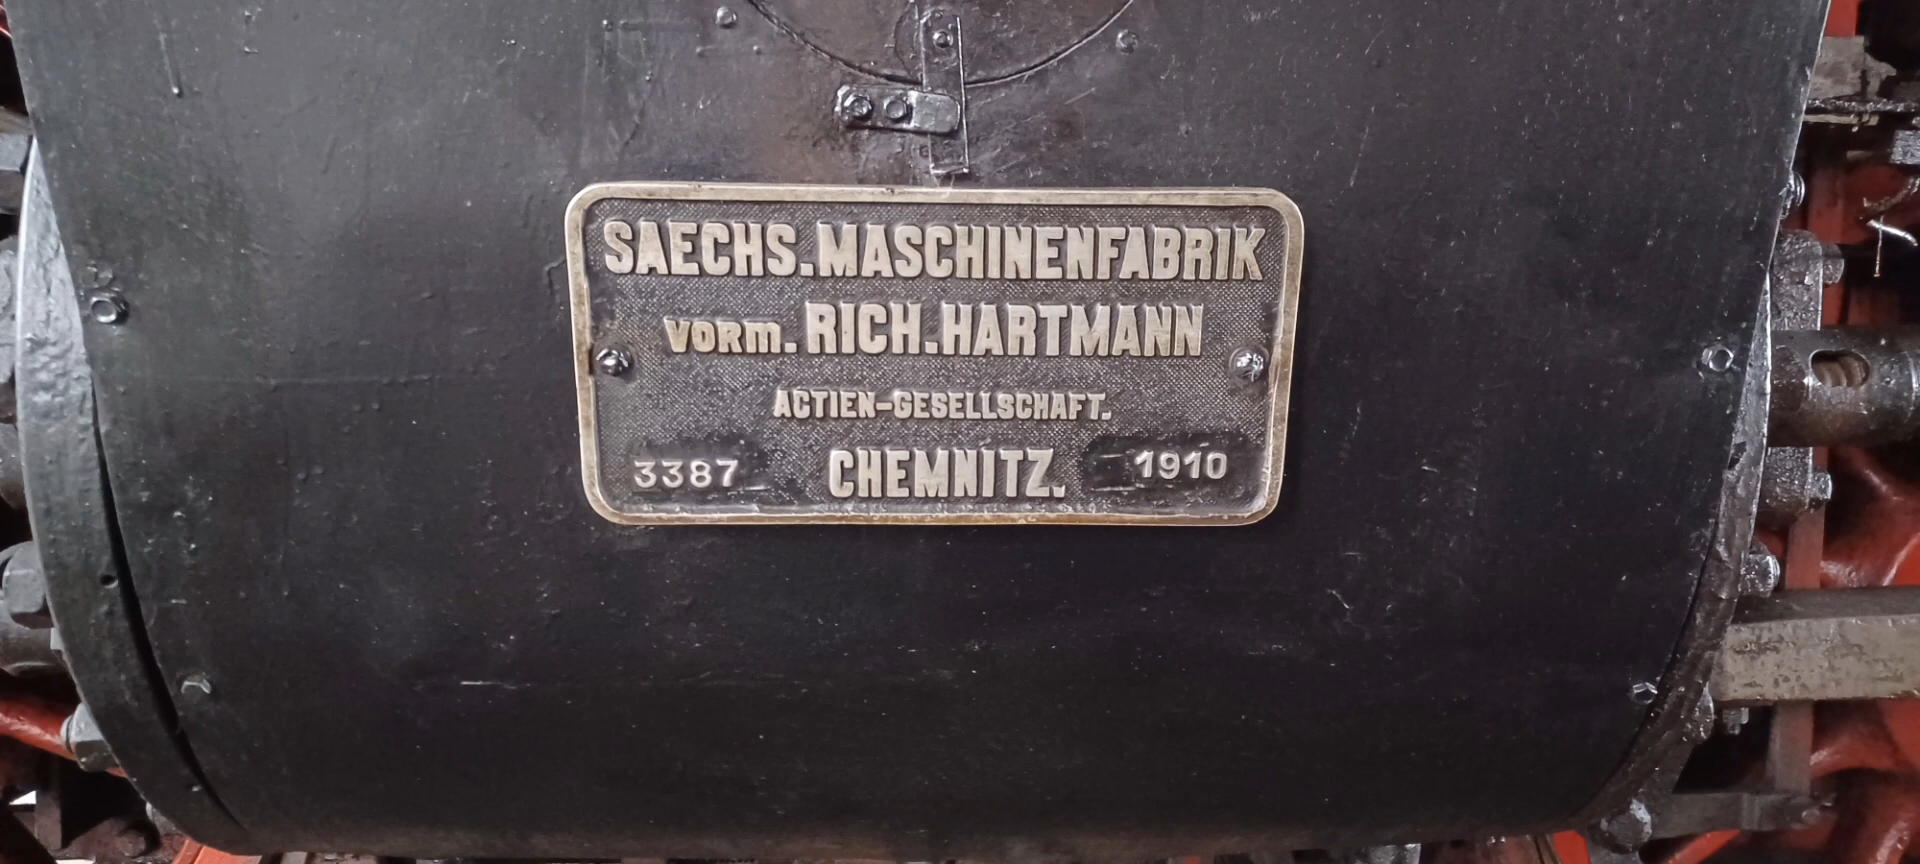 SAECHS. MASCHINENFABRIK
VORM. RICH. HARTMANN
ACTIEN-GESELLSCHAFT.
3387 CHEMNITZ. 1910